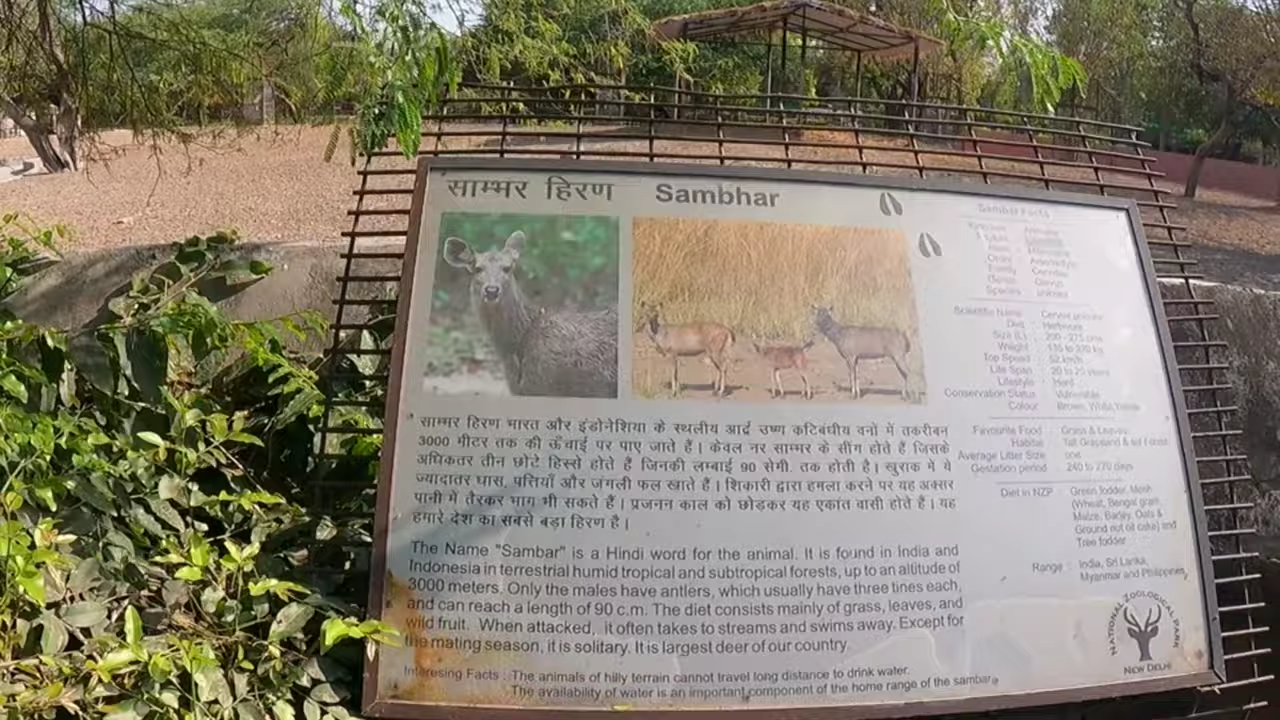 साम्भर हिरण Sambhar
साम्भर हिरण भारत और इंडोनेशिया के स्थलीय आर्द्र उष्ण कटिबंधीय वनों में तकरीबन
3000 मीटर तक की ऊँचाई पर पाए जाते हैं। केवल नर साम्भर के सींग होते हैं जिसके
अधिकतर तीन छोटे हिस्से होते हैं जिनकी लम्बाई 90 सेमी. तक होती है। खुराक में ये
ज्यादातर घास, पत्तियाँ और जंगली फल खाते हैं। शिकारी द्वारा हमला करने पर यह अक्सर
पानी में तैरकर भाग भी सकते हैं। प्रजनन काल को छोड़कर यह एकांत वासी होते हैं। यह
हमारे देश का सबसे बड़ा हिरण है।
The Name "Sambar" is a Hindi word for the animal. It is found in India and
Indonesia in terrestrial humid tropical and subtropical forests, up to an altitude of
3000 meters. Only the males have antlers, which usually have three tines each,
and can reach a length of 90 c.m. The diet consists mainly of grass, leaves, and
wild fruit. When attacked, it often takes to streams and swims away. Except for
the mating season, it is solitary. It is largest deer of our country.
Interesing Facts : The animals of hilly terrain cannot travel long distance to drink water.
The availability of water is an important component of the home range of the sambar.
Sambar Facts
Order
Family
Genus
Species
Scientific Name : Cervus unicolor
Diet : Herbivore
Size (L) : 200 - 275 cms
Weight : 135 to kg
Top Speed : 52 km/h
Life Span : 20 to 25 years
Lifestyle : Herd
Conservation Status : Vulnerable
Colour : Brown, White,
Favourite Food : Grass & Leaves
Habitat : Tall Grassland &
Average Litter Size : one
Gestation period : 240 to 270 days
Diet in NZP : Green fodder, Mash
(Wheat, Bengal gram,
Maize, Barley, Oats &
Ground nut oil cake) and
Tree fodder
Range : India, Sri Lanka,
Myanmar and Philippines
NATIONAL ZOOLOGICAL PARK
NEW DELHI